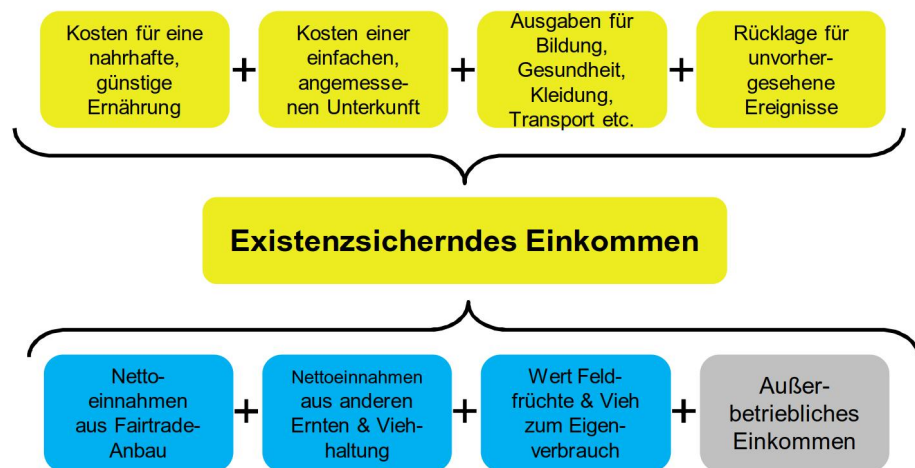 Kosten für eine
nahrhafte,
günstige
Ernährung
+
Kosten einer
einfachen,
angemesse-
nen Unterkunft
+
Ausgaben für
Bildung,
Gesundheit,
Kleidung,
Transport etc.
+
Rücklage für
unvorher-
gesehene
Ereignisse
Existenzsicherndes Einkommen
Netto-
einnahmen
aus Fairtrade-
Anbau
+
Nettoeinnahmen
aus anderen
Ernten & Vieh-
haltung
+
Wert Feld-
früchte & Vieh
zum Eigen-
verbrauch
+
Außer-
betriebliches
Einkommen